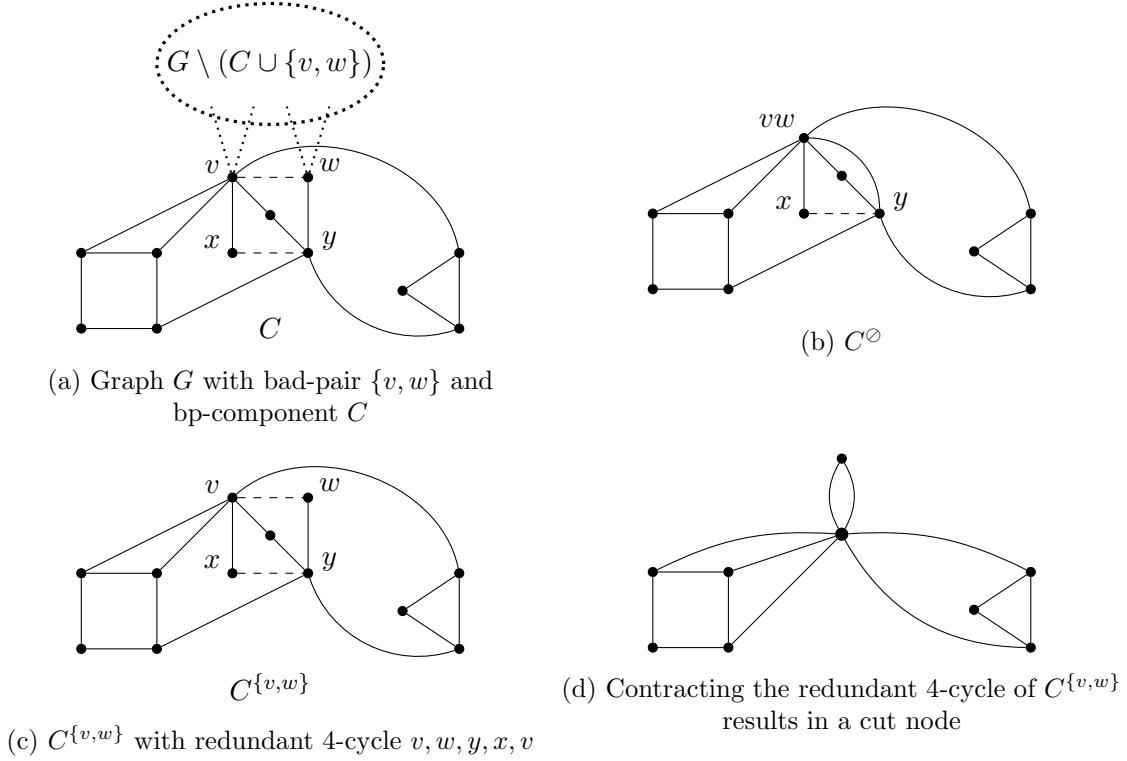 G \ (C ∪ {v, w})
v
w
x
y
C
(a) Graph G with bad-pair {v, w} and
bp-component C
vw
x
y
(b) C^⊘
v
w
x
y
C^{v,w}
(c) C^{v,w} with redundant 4-cycle v, w, y, x, v
(d) Contracting the redundant 4-cycle of C^{v,w}
results in a cut node